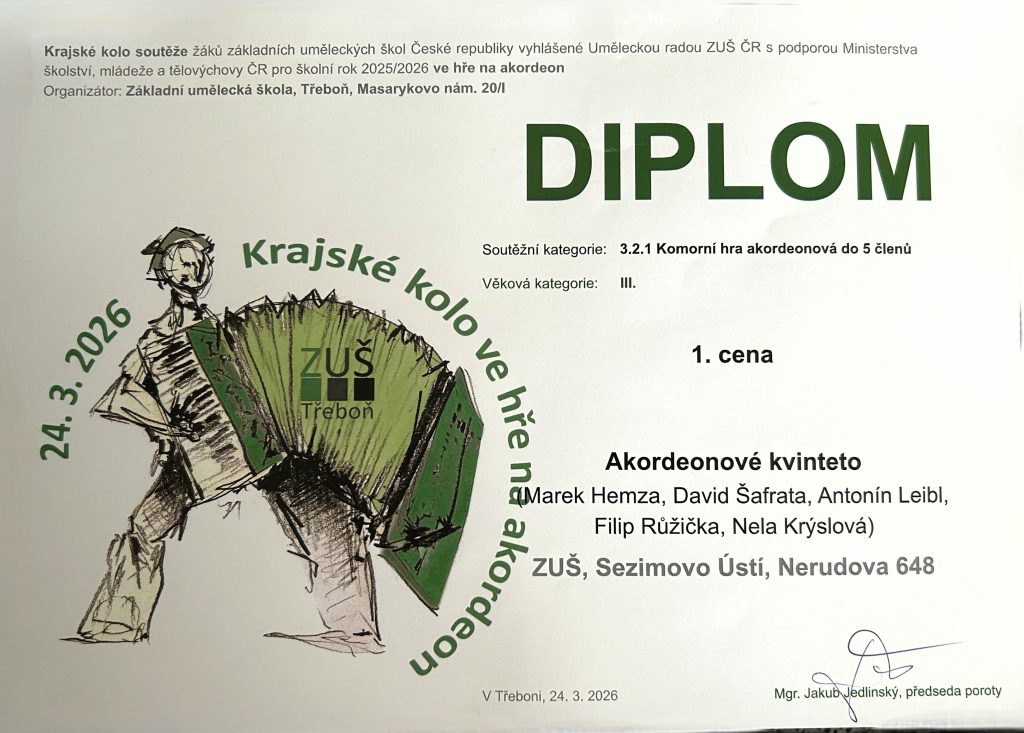 Krajské kolo soutěže žáků základních uměleckých škol České republiky vyhlášené Uměleckou radou ZUŠ ČR s podporou Ministerstva
školství, mládeže a tělovýchovy ČR pro školní rok 2025/2026 ve hře na akordeon
Organizátor: Základní umělecká škola, Třeboň, Masarykovo nám. 20/I
DIPLOM
24. 3. 2026 Krajské kolo ve hře na akordeon
ZUŠ
Třeboň
Soutěžní kategorie: 3.2.1 Komorní hra akordeonová do 5 členů
Věková kategorie: III.
1. cena
Akordeonové kvinteto
(Marek Hemza, David Šafrata, Antonín Leibl,
Filip Růžička, Nela Krýslová)
ZUŠ, Sezimovo Ústí, Nerudova 648
V Třeboni, 24. 3. 2026
Mgr. Jakub Jedlinský, předseda poroty